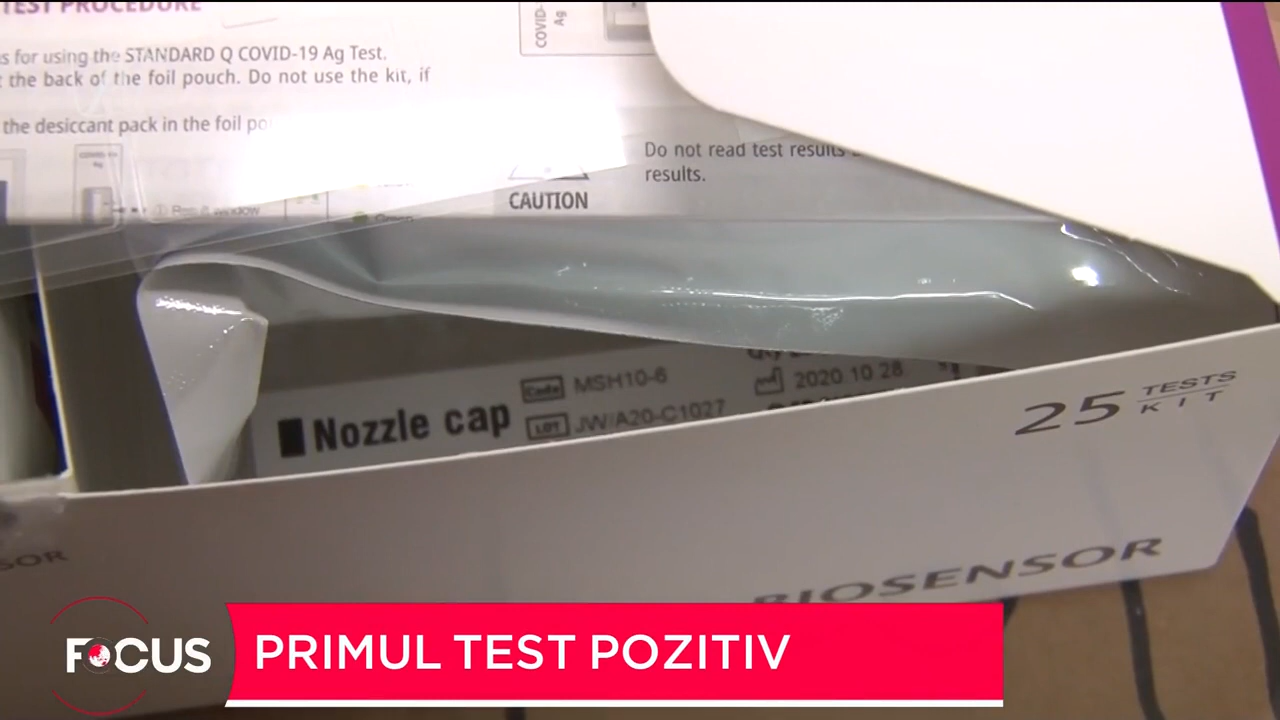 TEST PROCEDURE
s for using the STANDARD Q COVID-19 Ag Test.
the back of the foil pouch. Do not use the kit, if
the desiccant pack in the foil
COVID-
Ag
Do not read test results
results.
CAUTION
Nozzle cap
Code MSH10-6
LOT JW/A20-C1027
2020 10 28
25 TESTS
KIT
SOR
BIOSENSOR
FOCUS
PRIMUL TEST POZITIV